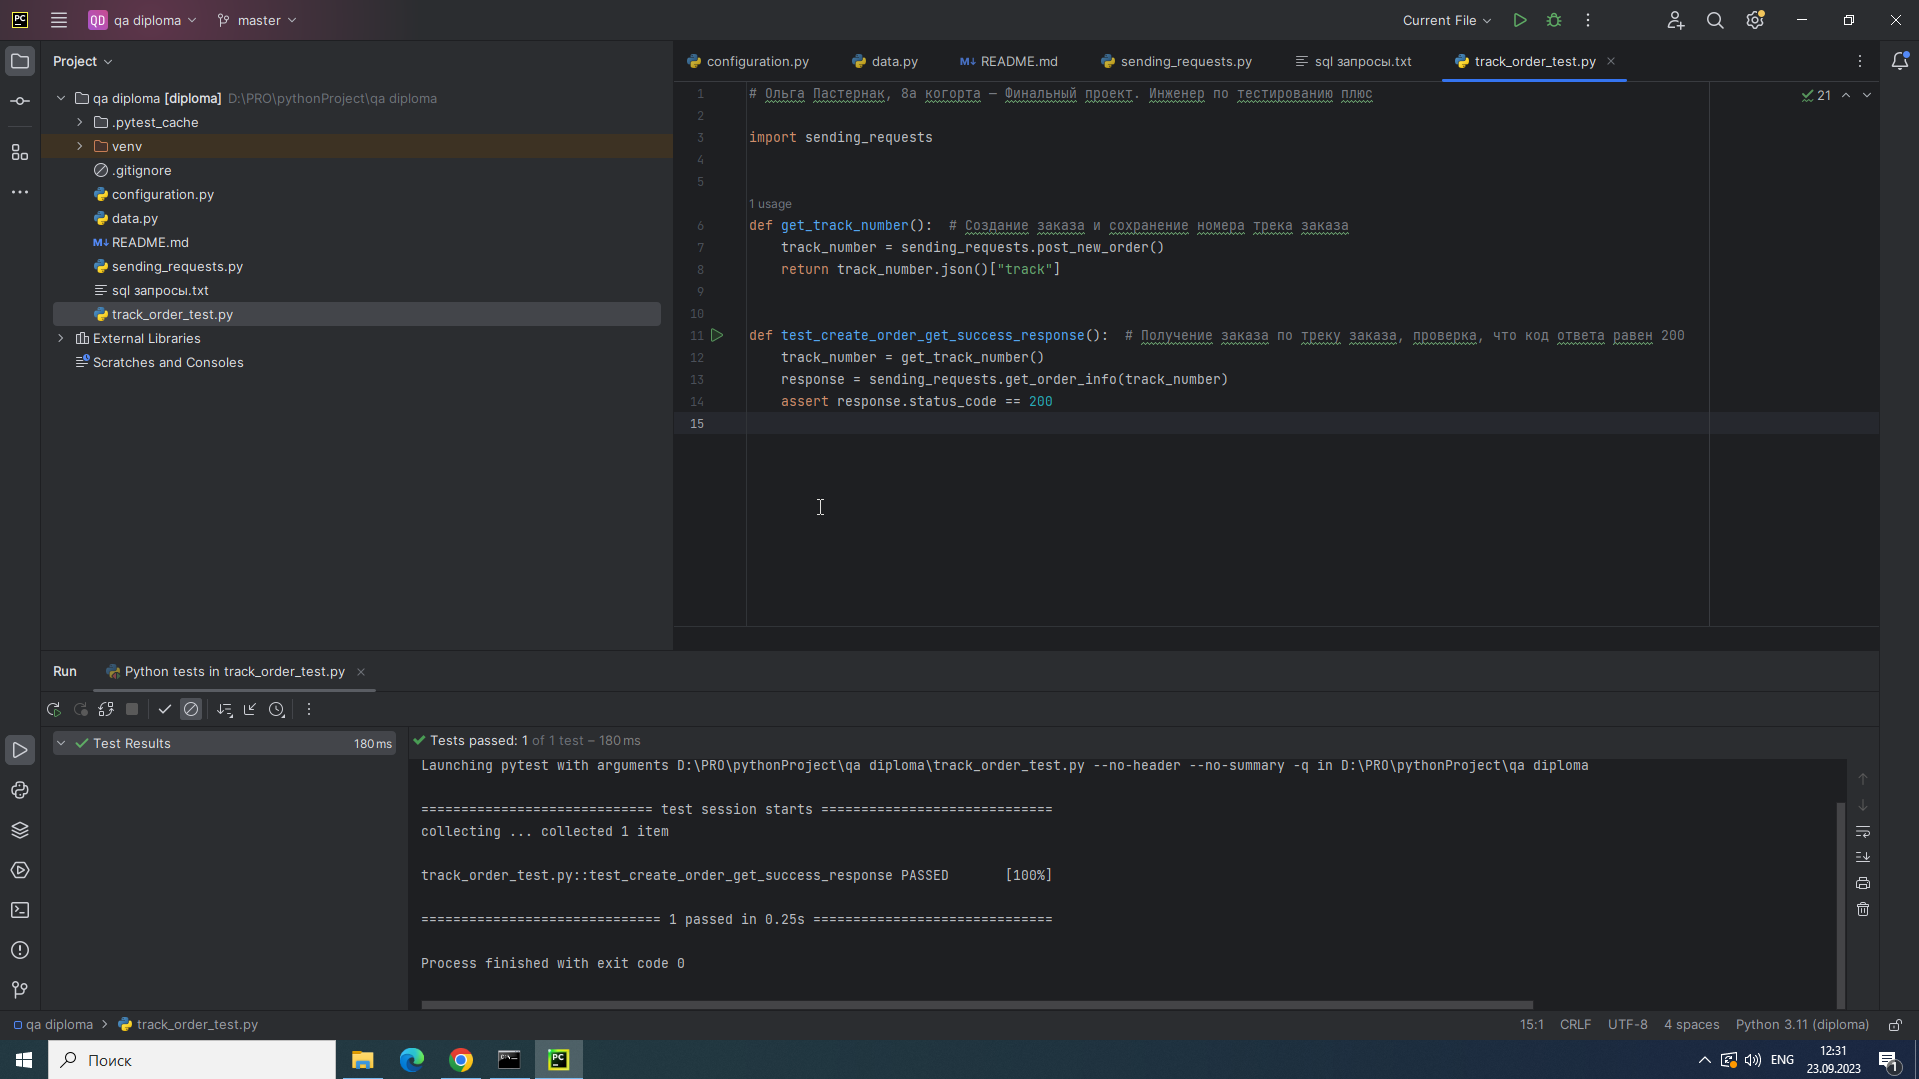 PC
QD qa diploma master Current File
Project
configuration.py data.py M↓ README.md sending_requests.py sql запросы.txt track_order_test.py
qa diploma [diploma] D:\PRO\pythonProject\qa diploma
.pytest_cache
venv
.gitignore
configuration.py
data.py
M↓ README.md
sending_requests.py
sql запросы.txt
track_order_test.py
External Libraries
Scratches and Consoles
21
1 # Ольга Пастернак, 8а когорта — Финальный проект. Инженер по тестированию плюс
2
3 import sending_requests
4
5
1 usage
6 def get_track_number():  # Создание заказа и сохранение номера трека заказа
7     track_number = sending_requests.post_new_order()
8     return track_number.json()["track"]
9
10
11 def test_create_order_get_success_response():  # Получение заказа по треку заказа, проверка, что код ответа равен 200
12     track_number = get_track_number()
13     response = sending_requests.get_order_info(track_number)
14     assert response.status_code == 200
15
Run Python tests in track_order_test.py
Test Results 180 ms
Tests passed: 1 of 1 test – 180 ms
Launching pytest with arguments D:\PRO\pythonProject\qa diploma\track_order_test.py --no-header --no-summary -q in D:\PRO\pythonProject\qa diploma
============================= test session starts =============================
collecting ... collected 1 item
track_order_test.py::test_create_order_get_success_response PASSED       [100%]
============================== 1 passed in 0.25s ==============================
Process finished with exit code 0
qa diploma track_order_test.py 15:1 CRLF UTF-8 4 spaces Python 3.11 (diploma)
Поиск
PC
ENG
12:31
23.09.2023
1